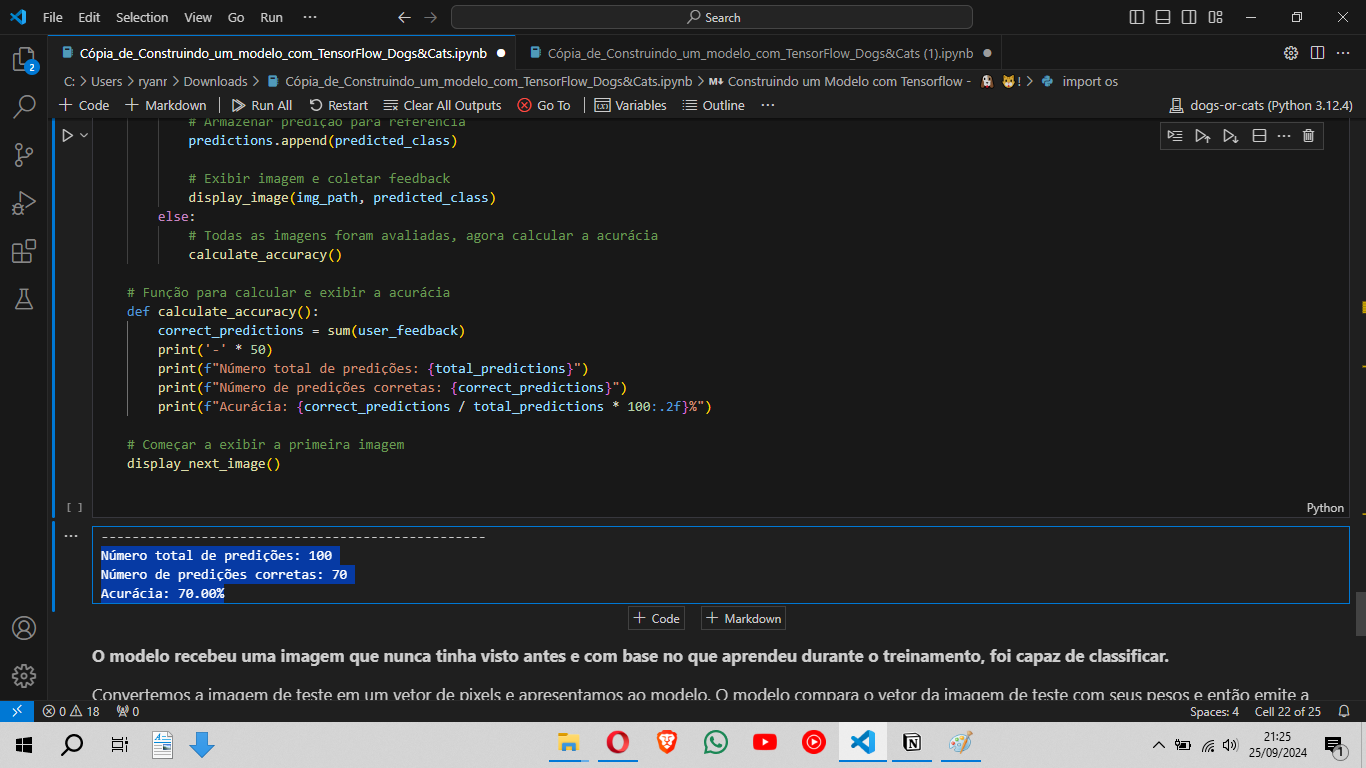 File Edit Selection View Go Run ··· Search
Cópia_de_Construindo_um_modelo_com_TensorFlow_Dogs&Cats.ipynb Cópia_de_Construindo_um_modelo_com_TensorFlow_Dogs&Cats (1).ipynb
C: > Users > ryanr > Downloads > Cópia_de_Construindo_um_modelo_com_TensorFlow_Dogs&Cats.ipynb > M↓ Construindo um Modelo com Tensorflow - 🐶 🐱! > import os
+ Code + Markdown Run All Restart Clear All Outputs Go To Variables Outline ··· dogs-or-cats (Python 3.12.4)
# Armazenar predição para referência
predictions.append(predicted_class)
# Exibir imagem e coletar feedback
display_image(img_path, predicted_class)
else:
# Todas as imagens foram avaliadas, agora calcular a acurácia
calculate_accuracy()
# Função para calcular e exibir a acurácia
def calculate_accuracy():
correct_predictions = sum(user_feedback)
print('-' * 50)
print(f"Número total de predições: {total_predictions}")
print(f"Número de predições corretas: {correct_predictions}")
print(f"Acurácia: {correct_predictions / total_predictions * 100:.2f}%")
# Começar a exibir a primeira imagem
display_next_image()
[ ] Python
--------------------------------------------------
Número total de predições: 100
Número de predições corretas: 70
Acurácia: 70.00%
+ Code + Markdown
O modelo recebeu uma imagem que nunca tinha visto antes e com base no que aprendeu durante o treinamento, foi capaz de classificar.
Convertemos a imagem de teste em um vetor de pixels e apresentamos ao modelo. O modelo compara o vetor da imagem de teste com seus pesos e então emite a
0 18 0 Spaces: 4 Cell 22 of 25
2
21:25
25/09/2024
1